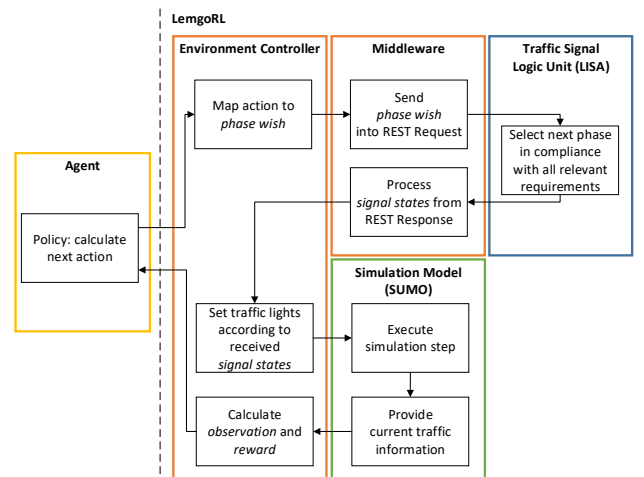 LemgoRL
Environment Controller
Middleware
Traffic Signal
Logic Unit (LISA)
Map action to
phase wish
Send
phase wish
into REST Request
Select next phase
in compliance
with all relevant
requirements
Agent
Process
signal states from
REST Response
Policy: calculate
next action
Simulation Model
(SUMO)
Set traffic lights
according to
received
signal states
Execute
simulation step
Calculate
observation and
reward
Provide
current traffic
information